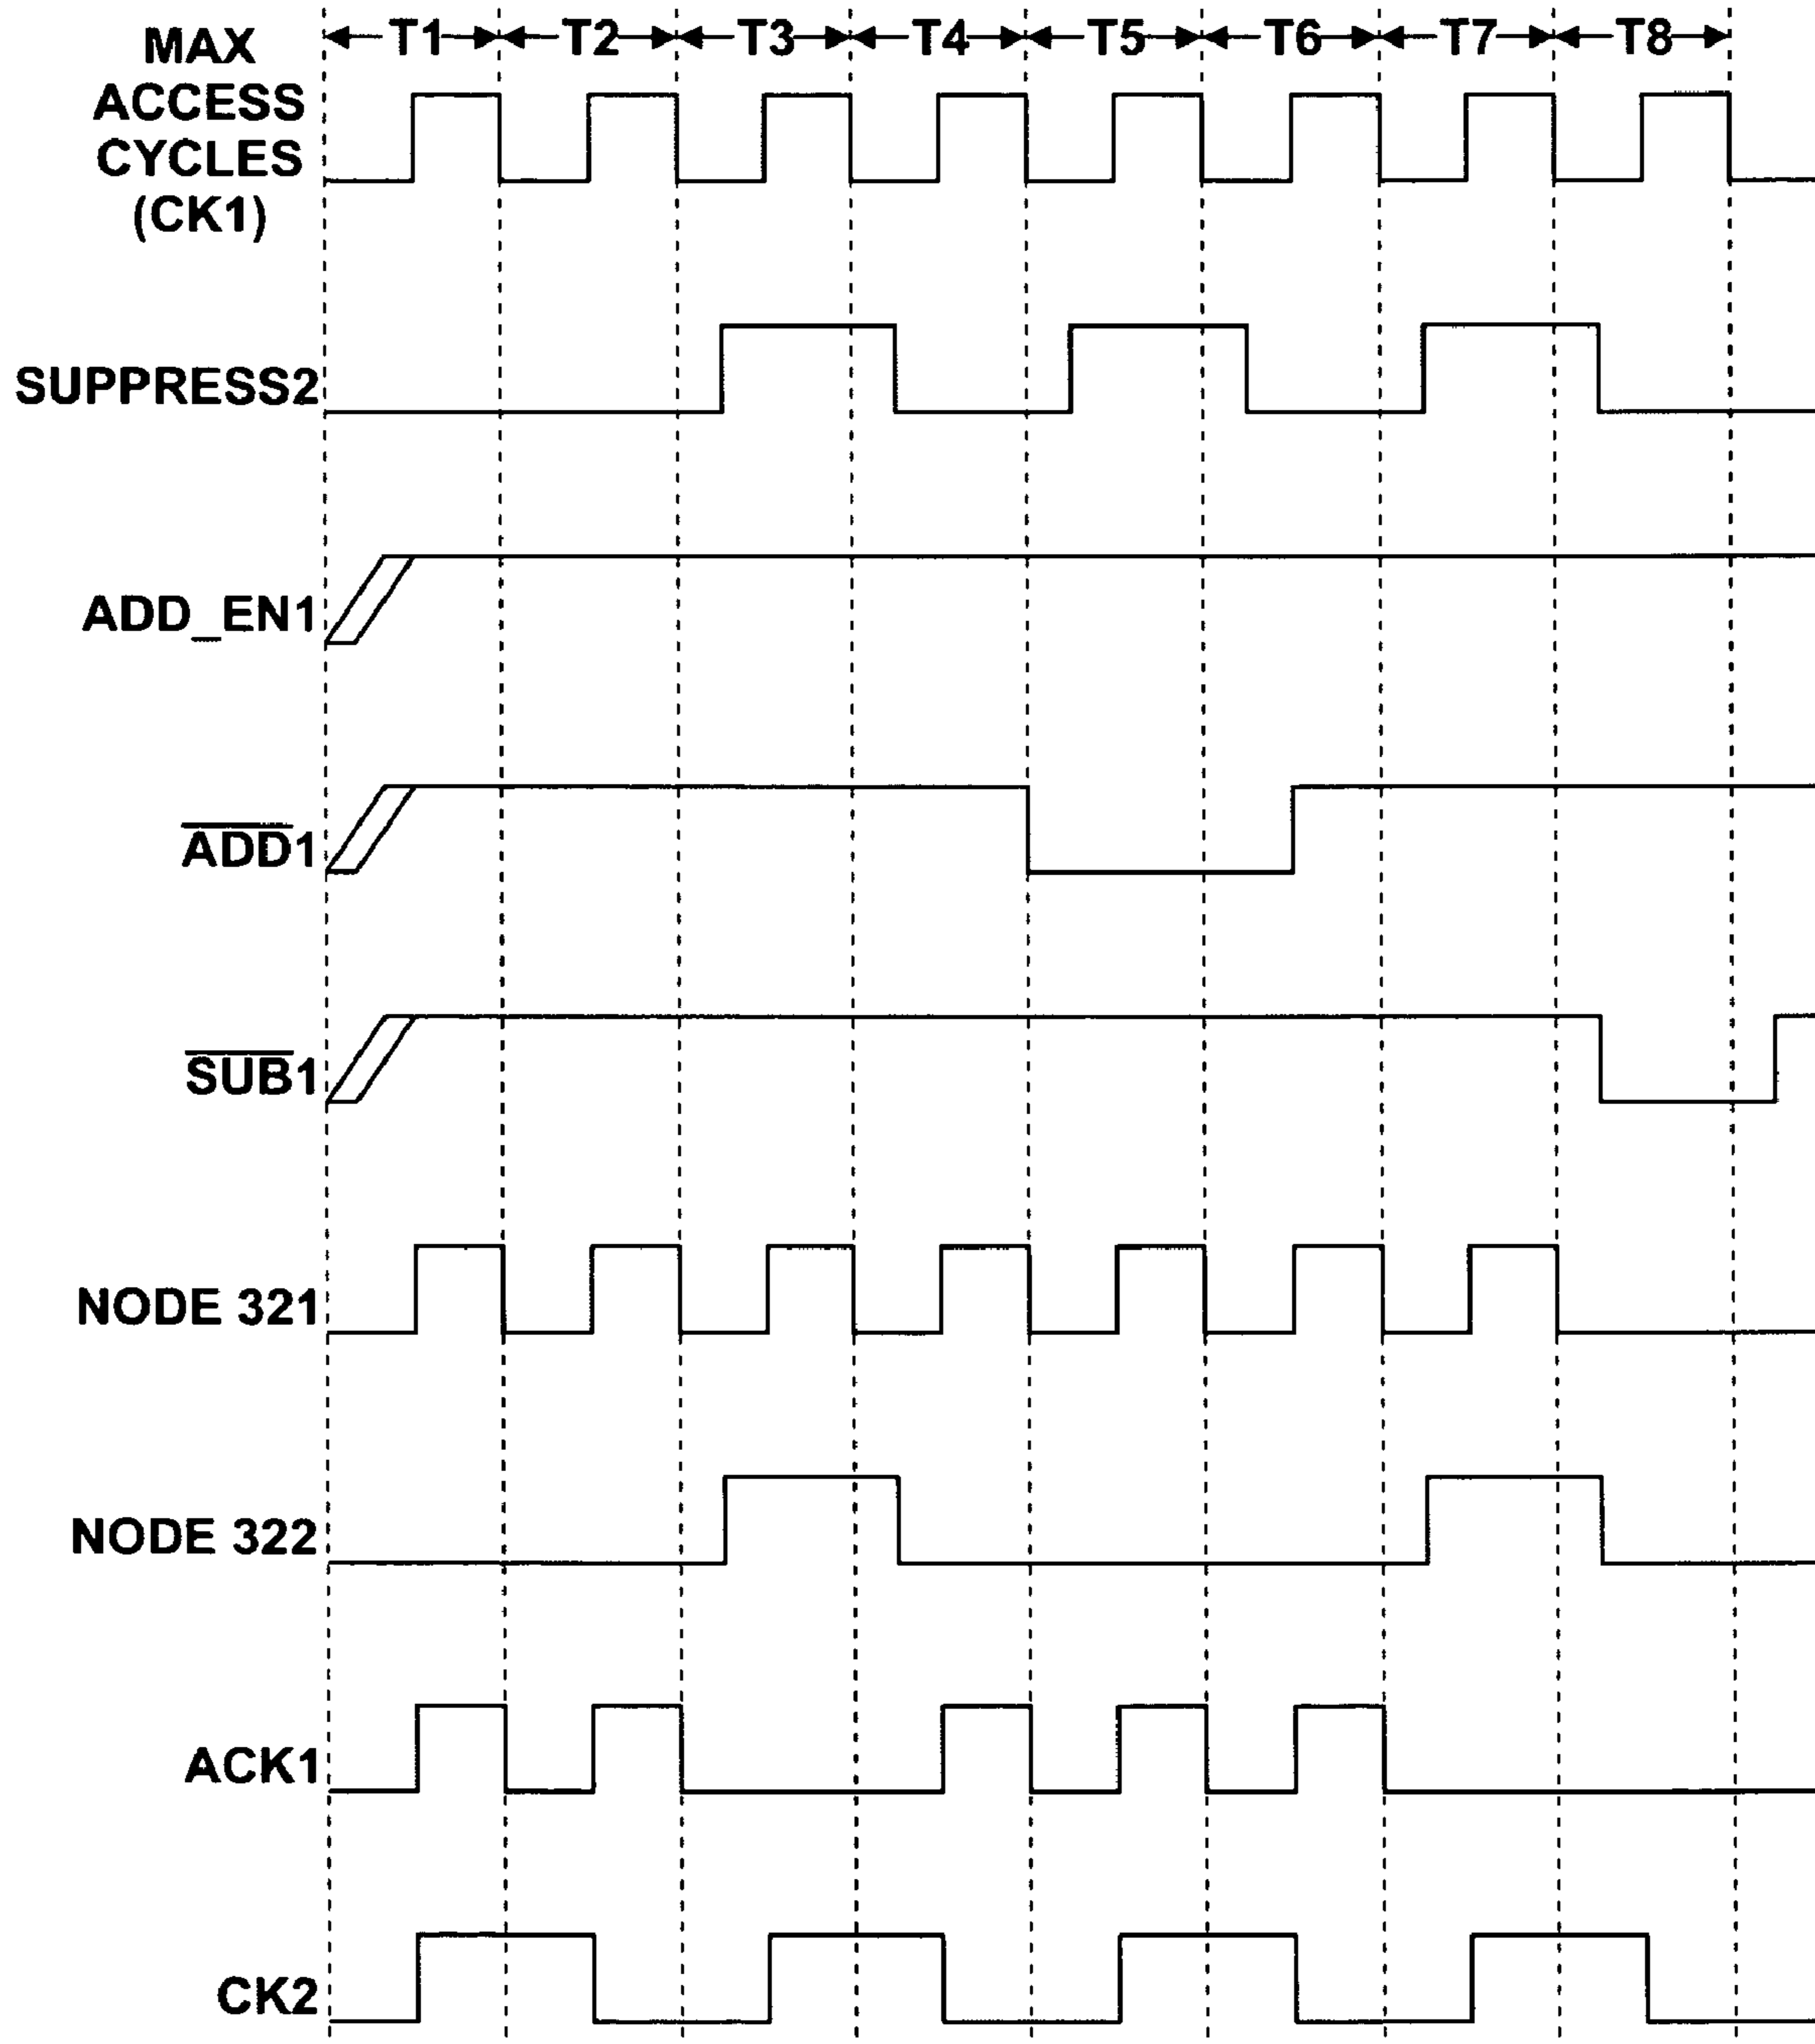 T1 T2 T3 T4 T5 T6 T7 T8
MAX
ACCESS
CYCLES
(CK1)
SUPPRESS2
ADD_EN1
ADD1
SUB1
NODE 321
NODE 322
ACK1
CK2